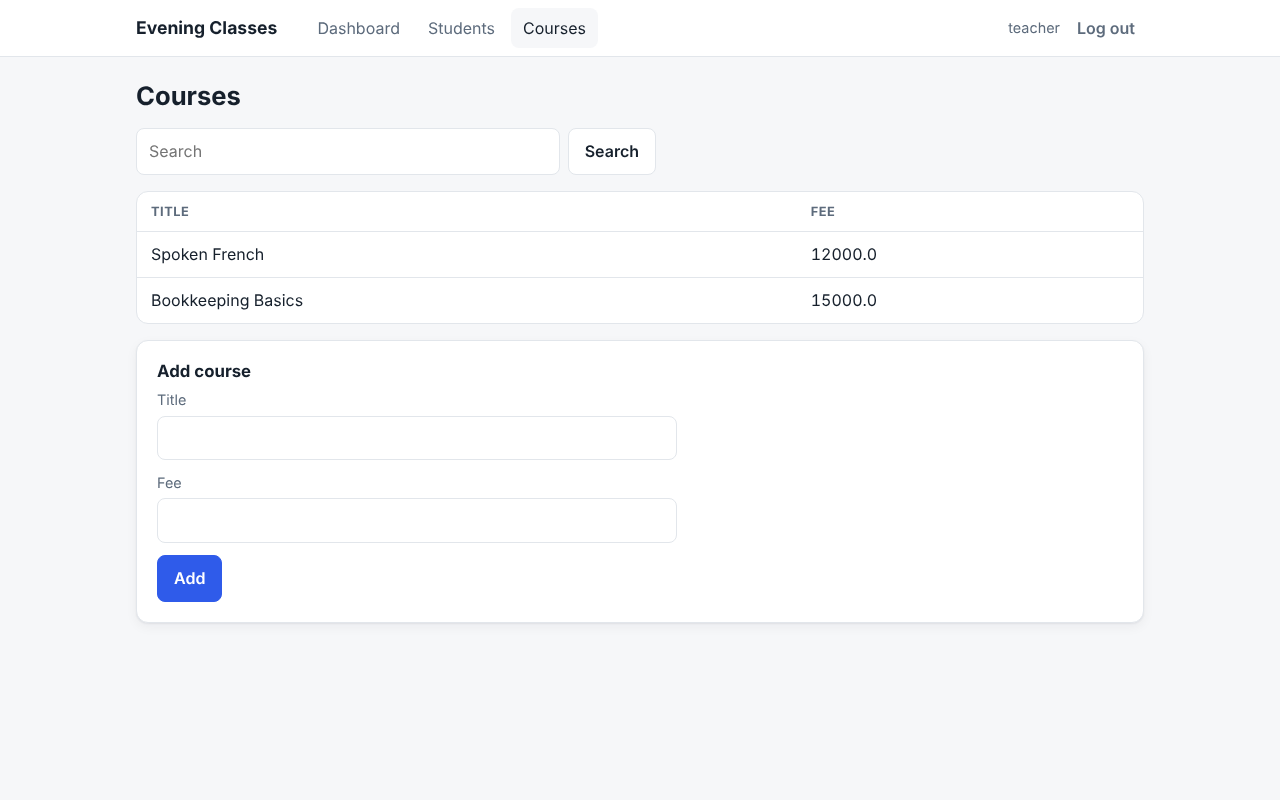 Evening Classes Dashboard Students Courses teacher Log out
Courses
Search Search
TITLE FEE
Spoken French 12000.0
Bookkeeping Basics 15000.0
Add course
Title
Fee
Add